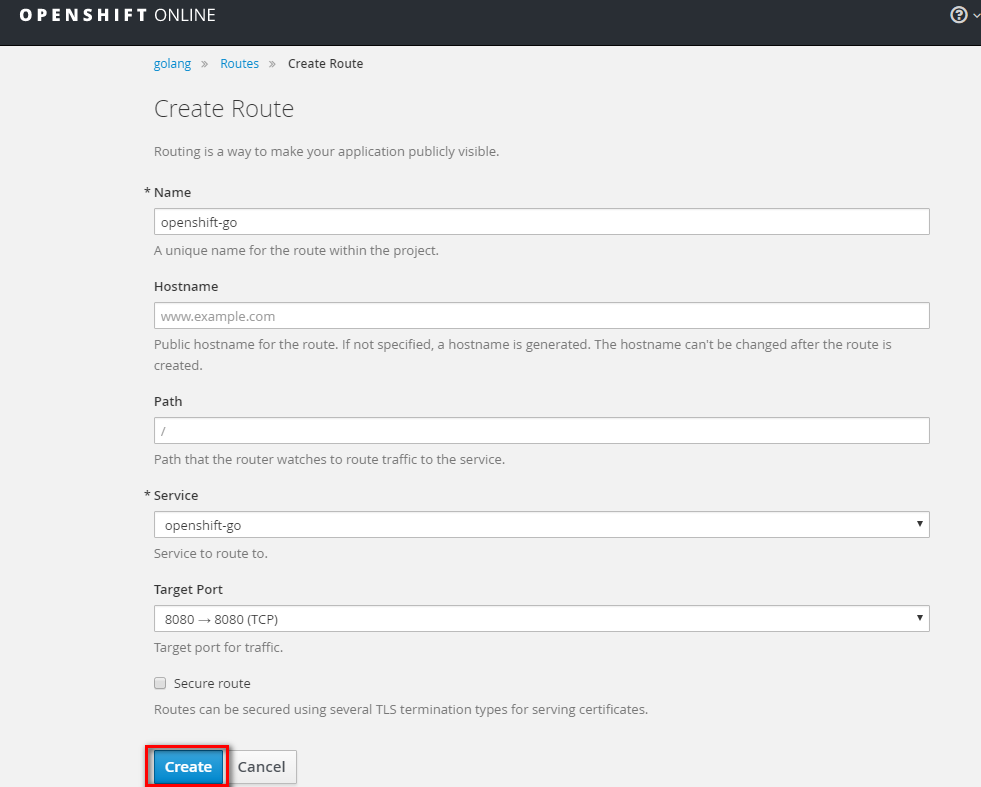 OPENSHIFT ONLINE
golang » Routes » Create Route
Create Route
Routing is a way to make your application publicly visible.
* Name
openshift-go
A unique name for the route within the project.
Hostname
www.example.com
Public hostname for the route. If not specified, a hostname is generated. The hostname can't be changed after the route is
created.
Path
/
Path that the router watches to route traffic to the service.
* Service
openshift-go
Service to route to.
Target Port
8080 → 8080 (TCP)
Target port for traffic.
Secure route
Routes can be secured using several TLS termination types for serving certificates.
Create Cancel